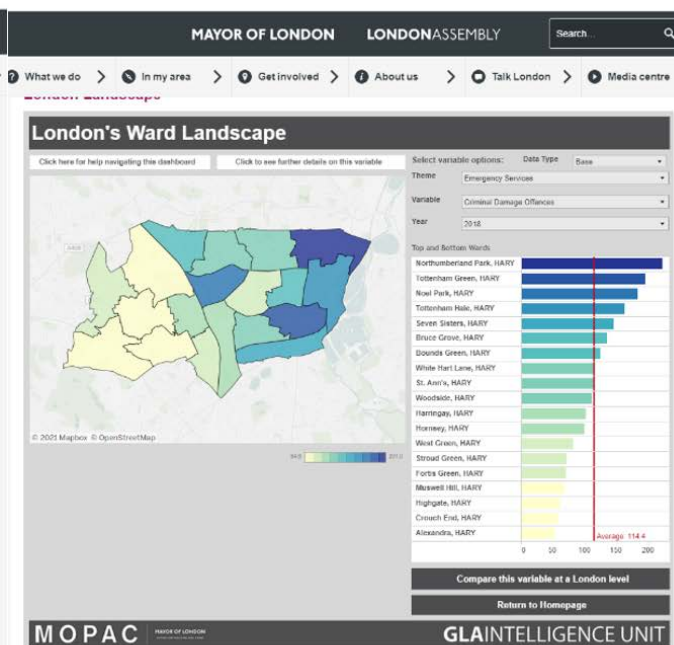 MAYOR OF LONDON LONDONASSEMBLY Search...
What we do In my area Get involved About us Talk London Media centre
London Landscape
London's Ward Landscape
Click here for help navigating this dashboard Click to see further details on this variable
Select variable options: Data Type Base
Theme Emergency Services
Variable Criminal Damage Offences
Year 2018
Top and Bottom Wards
Northumberland Park, HARY
Tottenham Green, HARY
Noel Park, HARY
Tottenham Hale, HARY
Seven Sisters, HARY
Bruce Grove, HARY
Bounds Green, HARY
White Hart Lane, HARY
St. Ann's, HARY
Woodside, HARY
Harringay, HARY
Hornsey, HARY
West Green, HARY
Stroud Green, HARY
Fortis Green, HARY
Muswell Hill, HARY
Highgate, HARY
Crouch End, HARY
Alexandra, HARY
Average: 114.4
0 50 100 150 200
© 2021 Mapbox © OpenStreetMap
Compare this variable at a London level
Return to Homepage
MOPAC MAYOR OF LONDON
GLAINTELLIGENCE UNIT